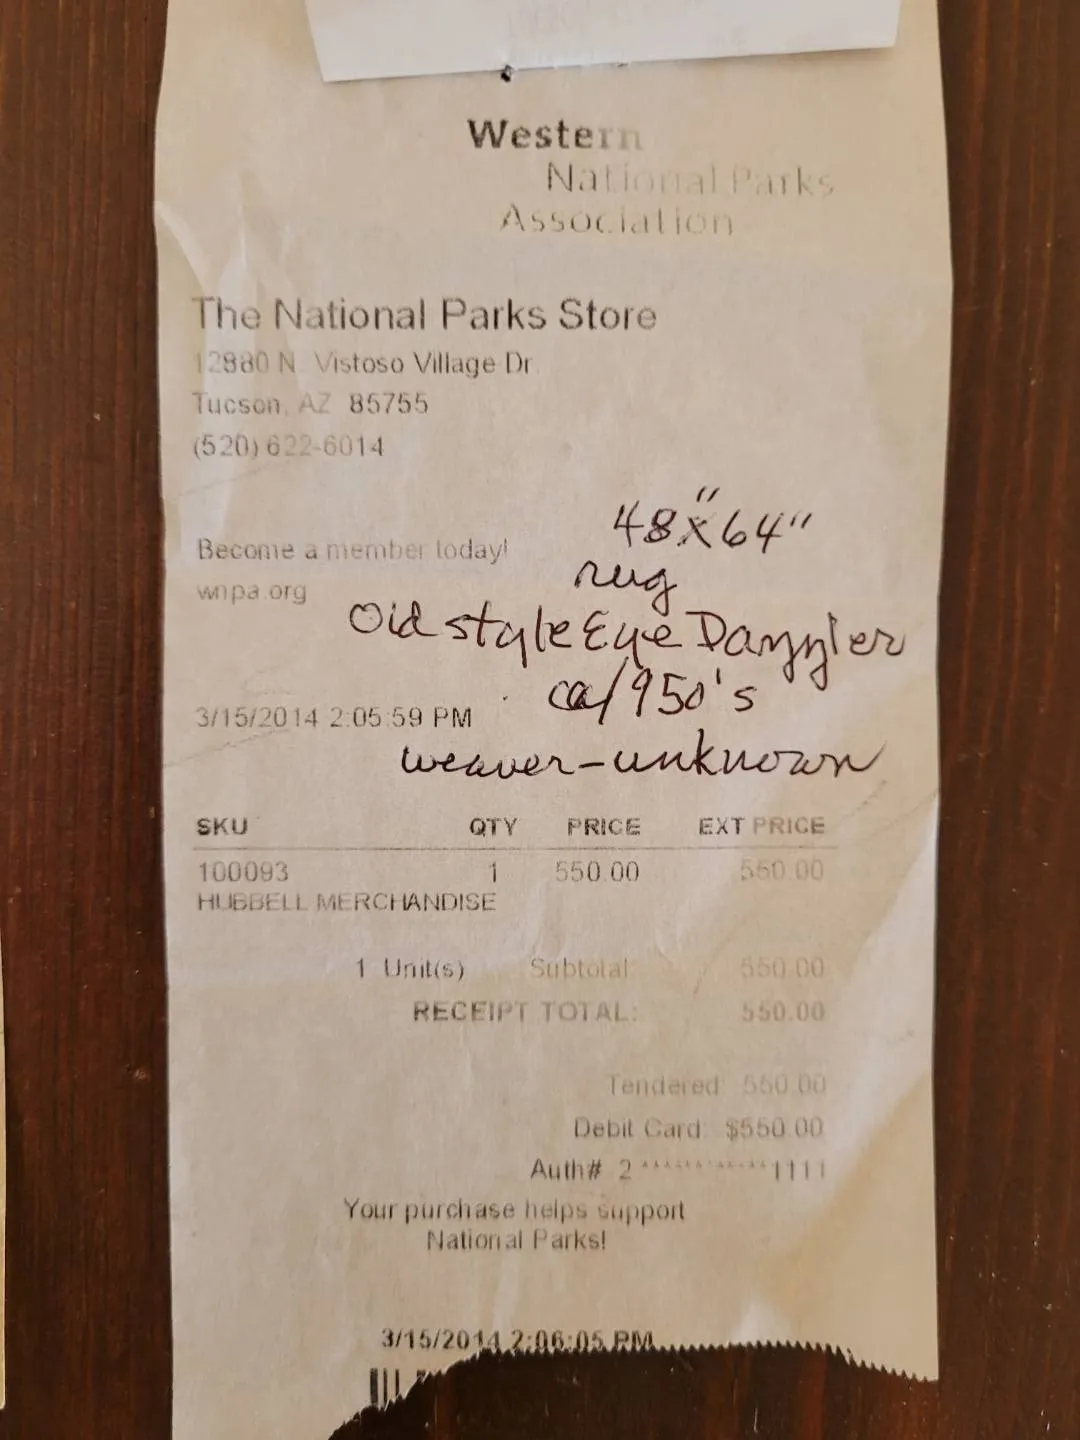 Western
National Parks
Association
The National Parks Store
12880 N. Vistoso Village Dr.
Tucson, AZ 85755
(520) 622-6014
48"x64"
Become a member today!
rug
wnpa.org
Old style Eye Dazzler
ca 1950's
3/15/2014 2:05:59 PM
weaver-unknown
SKU QTY PRICE EXT PRICE
100093 1 550.00 550.00
HUBBELL MERCHANDISE
1 Unit(s) Subtotal 550.00
RECEIPT TOTAL: 550.00
Tendered 550.00
Debit Card: $550.00
Auth# 2************1111
Your purchase helps support
National Parks!
3/15/2014 2:06:05 PM